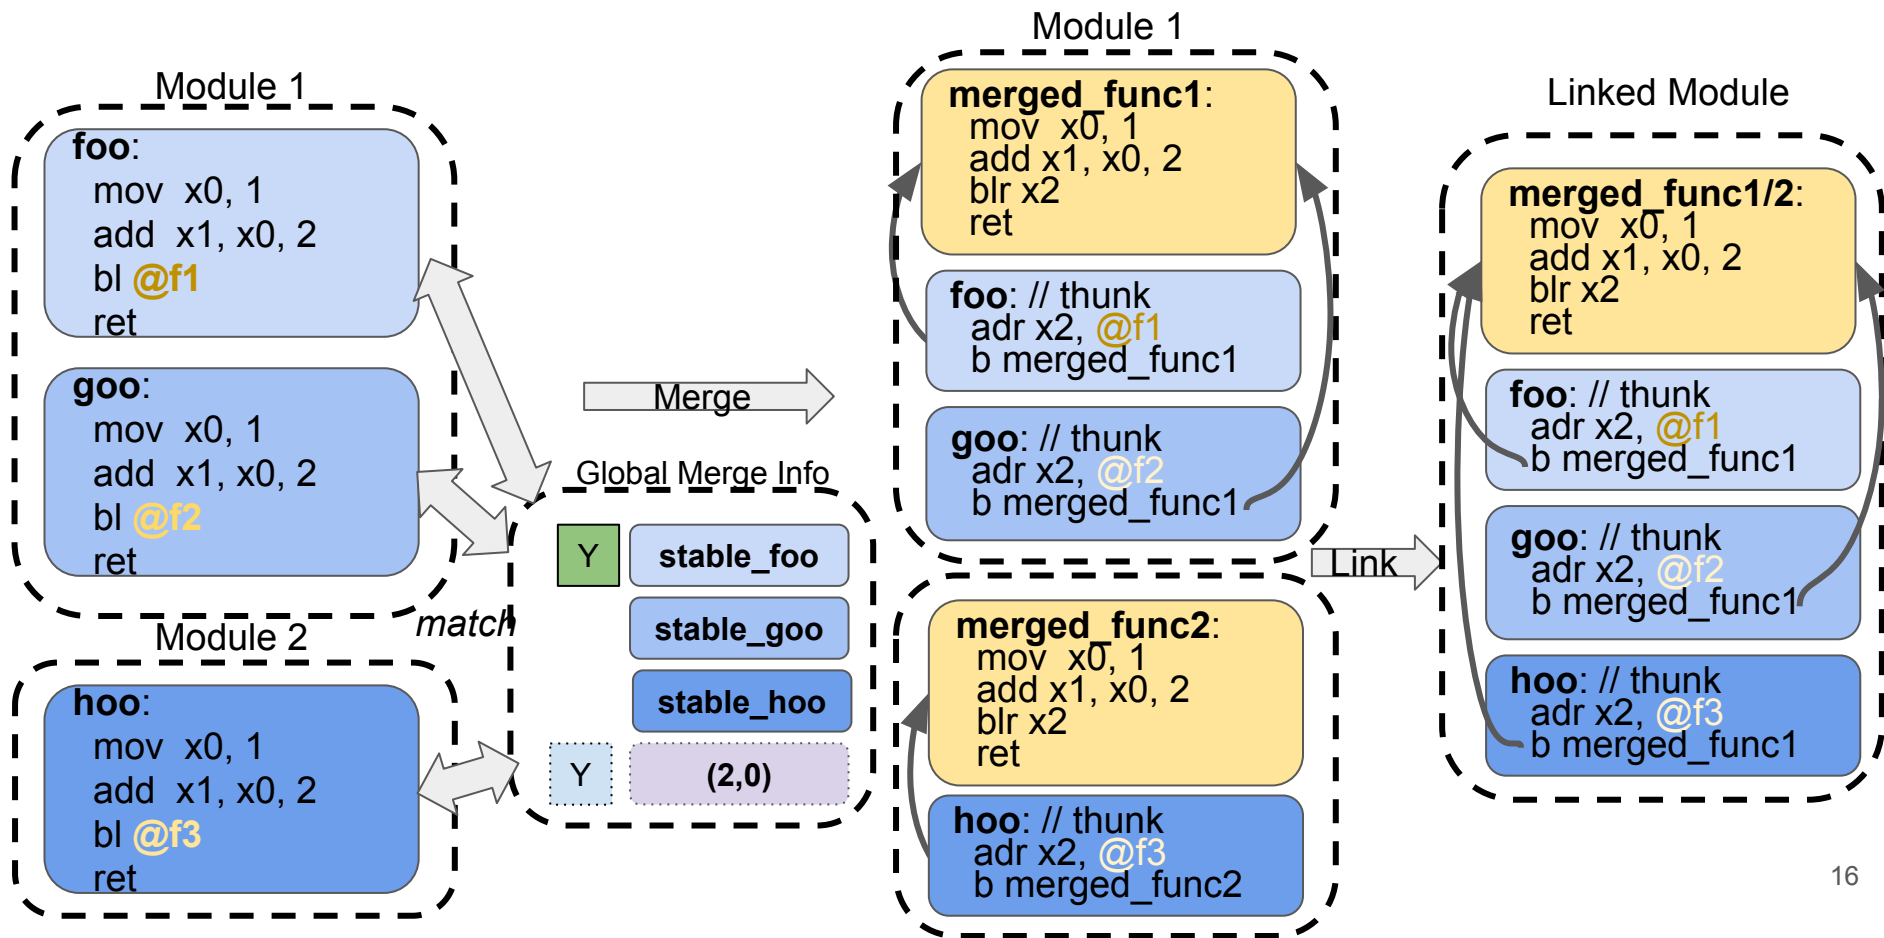 Module 1
foo:
mov x0, 1
add x1, x0, 2
bl @f1
ret
goo:
mov x0, 1
add x1, x0, 2
bl @f2
ret
Module 2
hoo:
mov x0, 1
add x1, x0, 2
bl @f3
ret
match
Merge
Global Merge Info
Y stable_foo
stable_goo
stable_hoo
Y (2,0)
Module 1
merged_func1:
mov x0, 1
add x1, x0, 2
blr x2
ret
foo: // thunk
adr x2, @f1
b merged_func1
goo: // thunk
adr x2, @f2
b merged_func1
merged_func2:
mov x0, 1
add x1, x0, 2
blr x2
ret
hoo: // thunk
adr x2, @f3
b merged_func2
Link
Linked Module
merged_func1/2:
mov x0, 1
add x1, x0, 2
blr x2
ret
foo: // thunk
adr x2, @f1
b merged_func1
goo: // thunk
adr x2, @f2
b merged_func1
hoo: // thunk
adr x2, @f3
b merged_func1
16